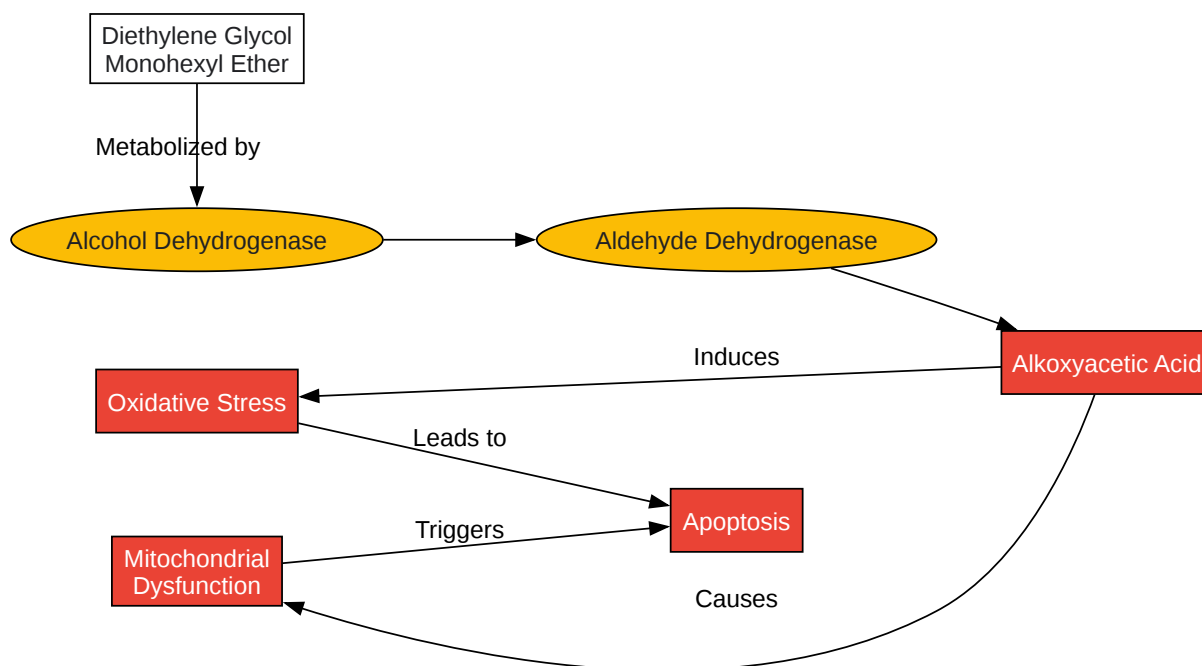 Diethylene Glycol
Monohexyl Ether
Metabolized by
Alcohol Dehydrogenase
Aldehyde Dehydrogenase
Induces
Alkoxyacetic Acid
Oxidative Stress
Leads to
Apoptosis
Triggers
Mitochondrial
Dysfunction
Causes